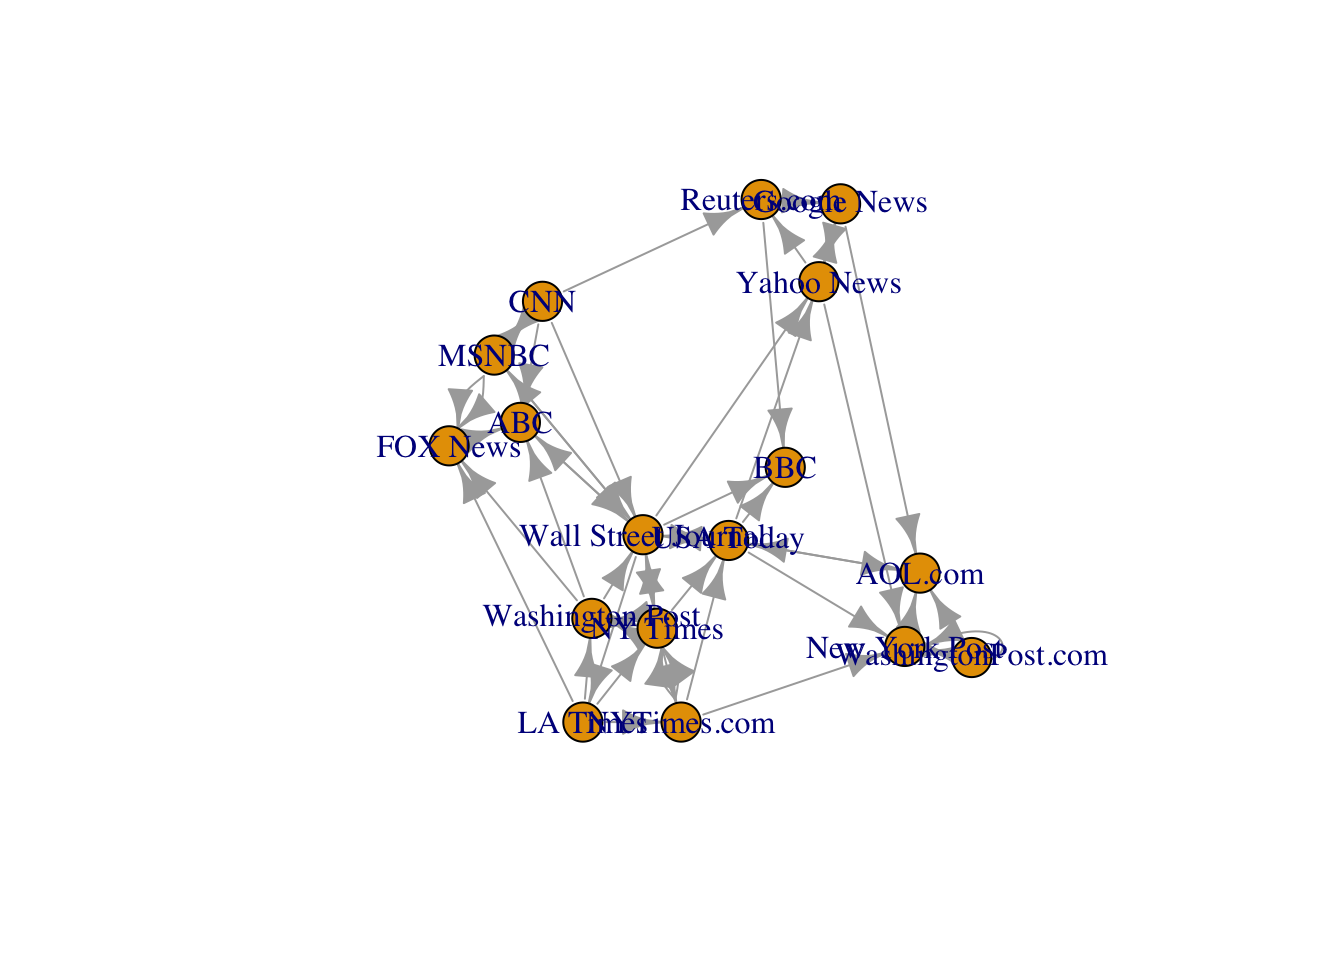 Reuters.com
Google News
Yahoo News
CNN
MSNBC
ABC
FOX News
BBC
Wall Street Journal
USA Today
AOL.com
Washington Post
NY Times
New York Post
WashingtonPost.com
LA Times
NYTimes.com